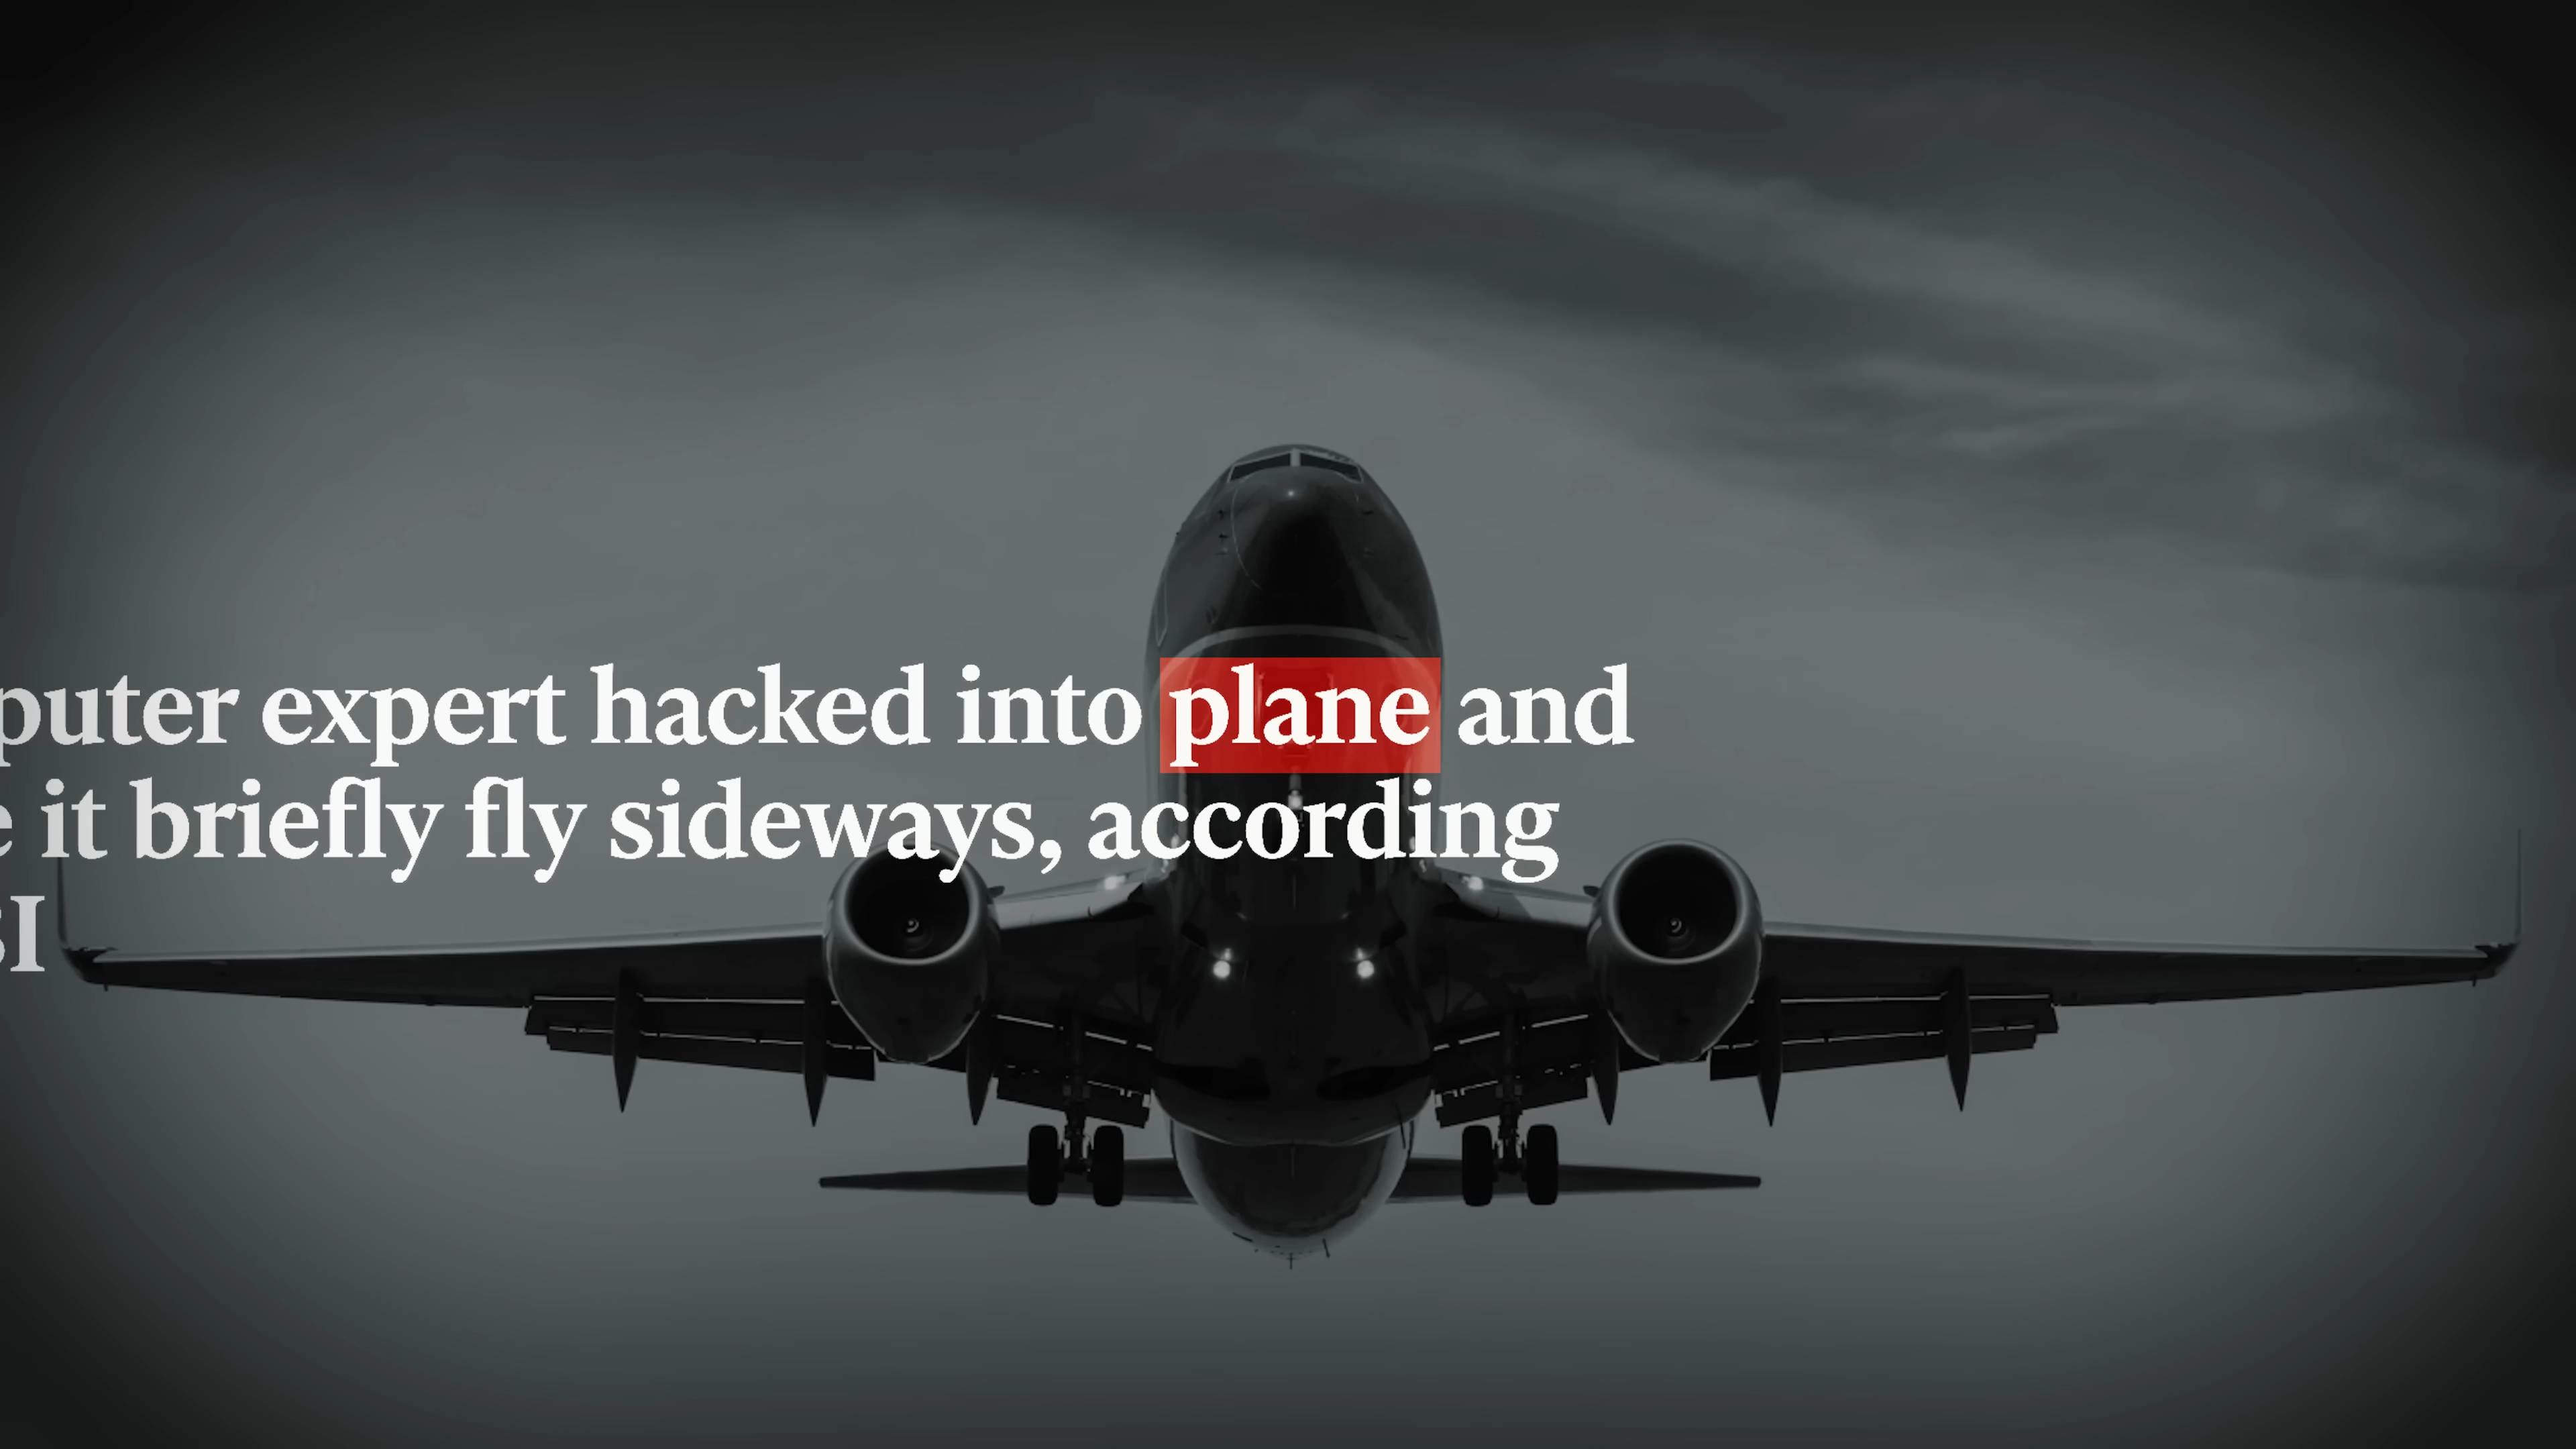 puter expert hacked into plane and
it briefly fly sideways, according